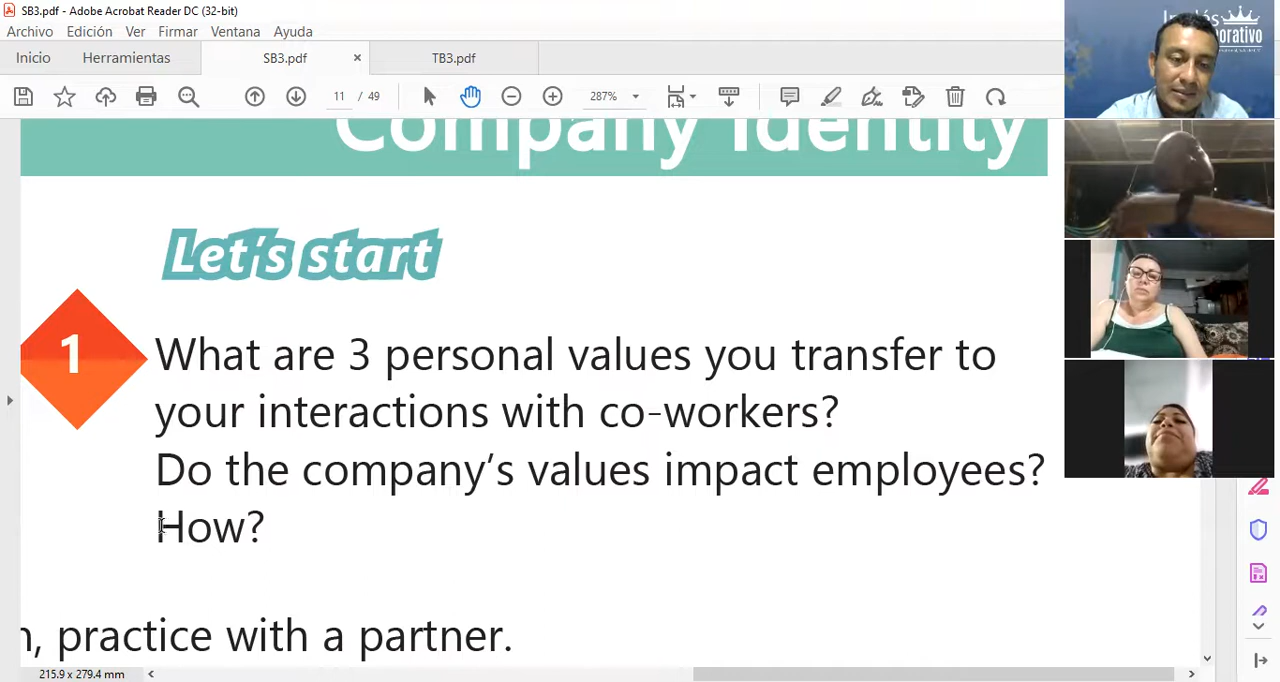 SB3.pdf - Adobe Acrobat Reader DC (32-bit)
Archivo Edición Ver Firmar Ventana Ayuda
Inicio Herramientas SB3.pdf × TB3.pdf
11 / 49 287%
Company Identity
Let's start
1 What are 3 personal values you transfer to
your interactions with co-workers?
Do the company's values impact employees?
How?
, practice with a partner.
215.9 x 279.4 mm